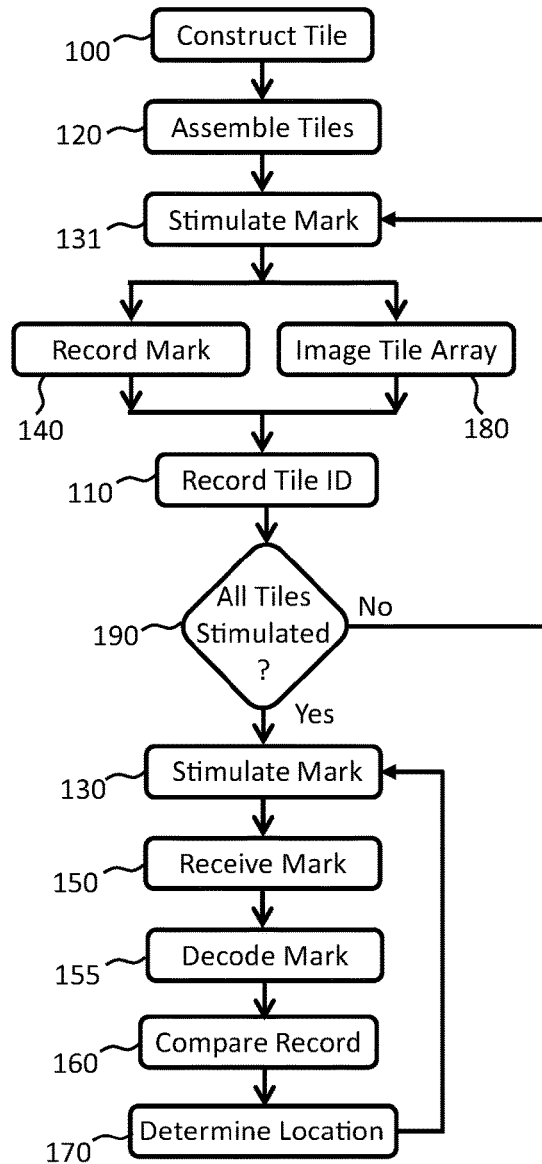 Construct Tile
100
Assemble Tiles
120
Stimulate Mark
131
Record Mark
Image Tile Array
140
180
Record Tile ID
110
All Tiles
Stimulated
?
190
No
Yes
Stimulate Mark
130
Receive Mark
150
Decode Mark
155
Compare Record
160
Determine Location
170